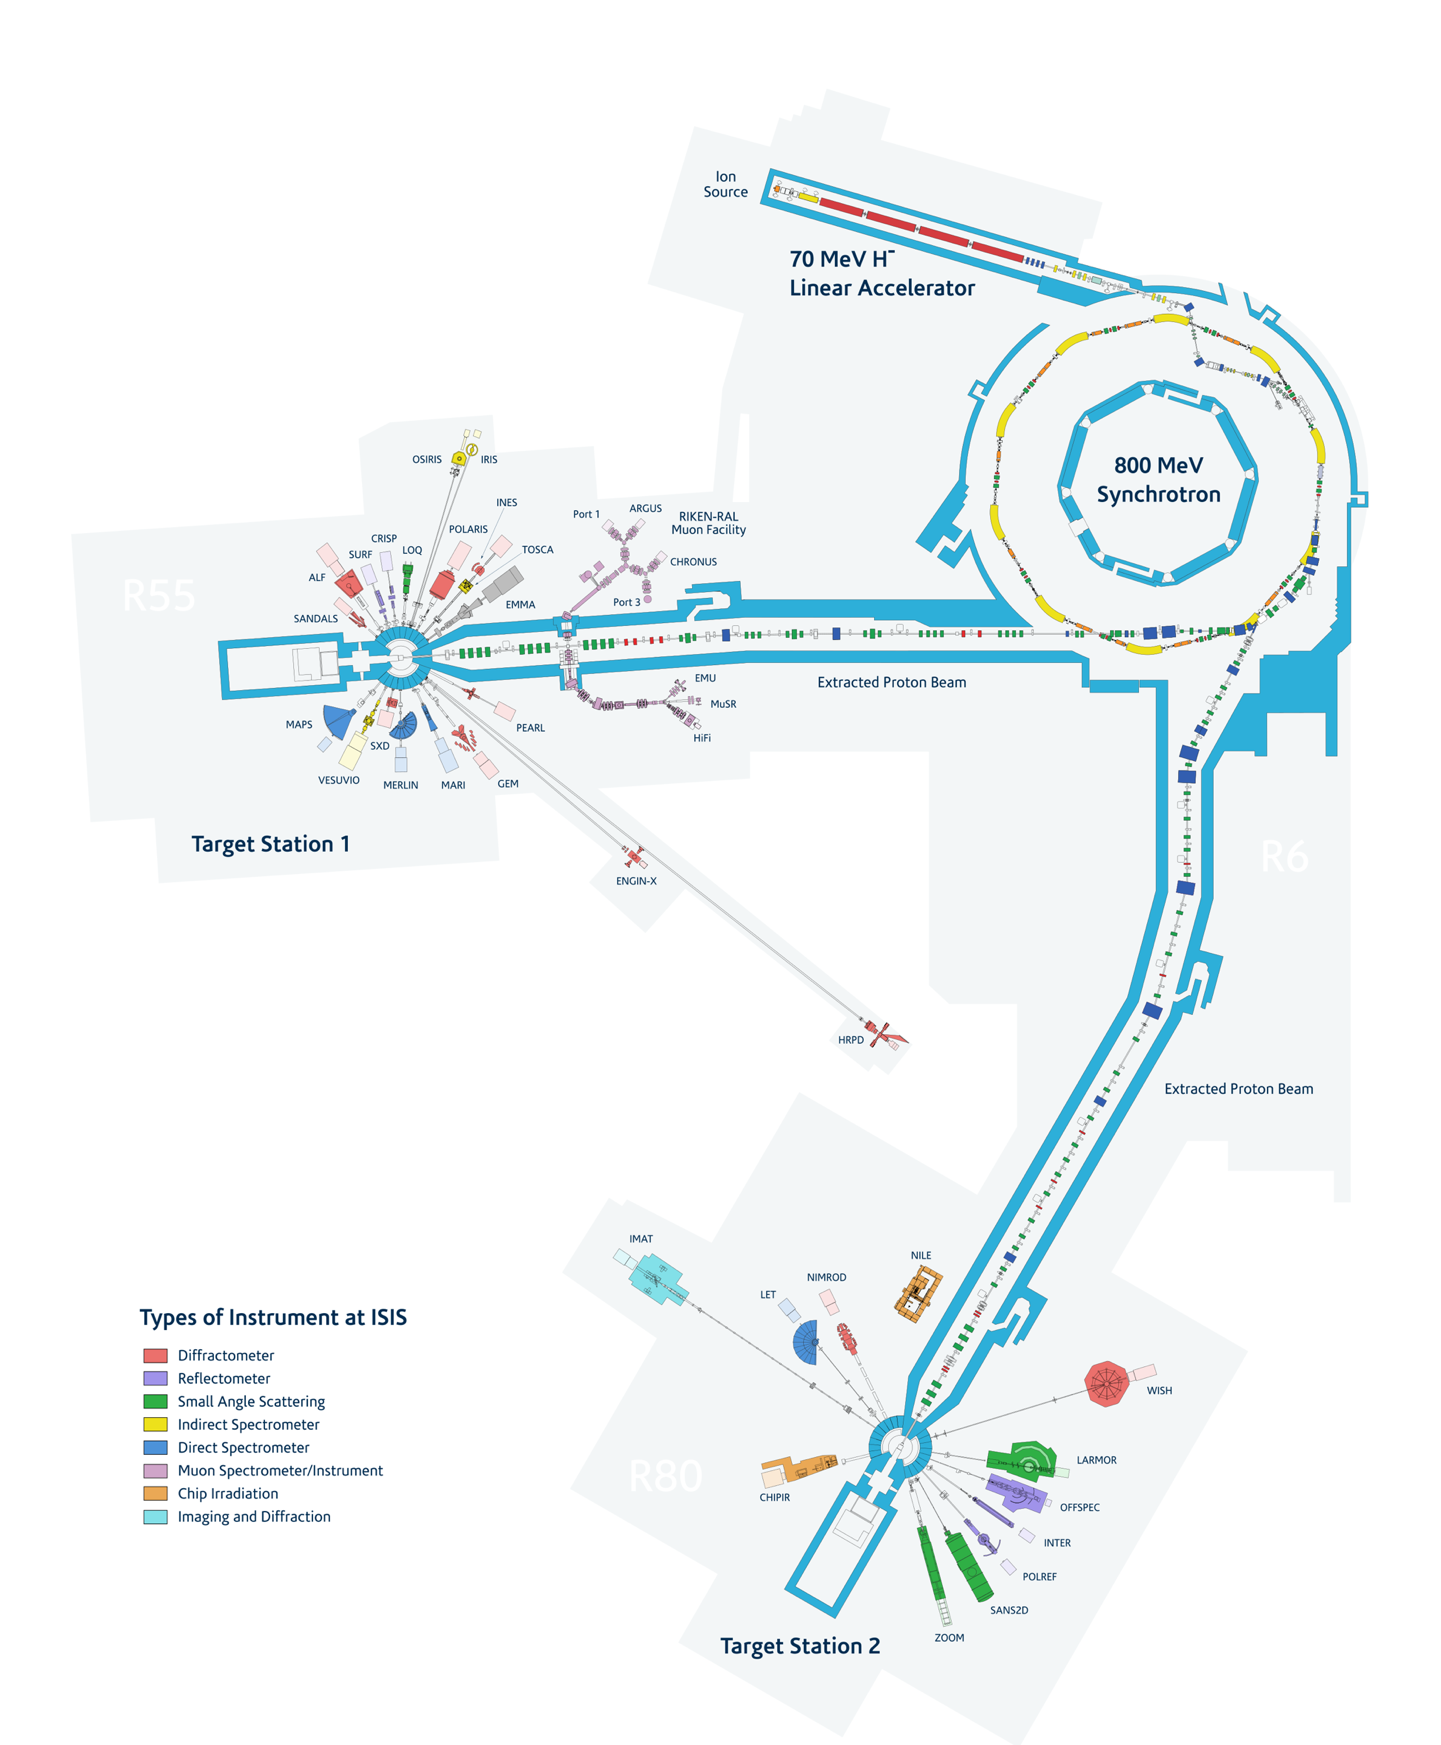 Ion
Source
70 MeV H⁻
Linear Accelerator
800 MeV
Synchrotron
OSIRIS
IRIS
INES
POLARIS
TOSCA
CRISP
SURF
LOQ
ALF
EMMA
SANDALS
R55
Port 1
ARGUS
RIKEN-RAL
Muon Facility
CHRONUS
Port 3
EMU
MuSR
HiFi
Extracted Proton Beam
MAPS
SXD
PEARL
VESUVIO
MERLIN
MARI
GEM
Target Station 1
ENGIN-X
R6
HRPD
Extracted Proton Beam
IMAT
NILE
NIMROD
LET
WISH
LARMOR
R80
CHIPIR
OFFSPEC
INTER
POLREF
SANS2D
ZOOM
Target Station 2
Types of Instrument at ISIS
Diffractometer
Reflectometer
Small Angle Scattering
Indirect Spectrometer
Direct Spectrometer
Muon Spectrometer/Instrument
Chip Irradiation
Imaging and Diffraction